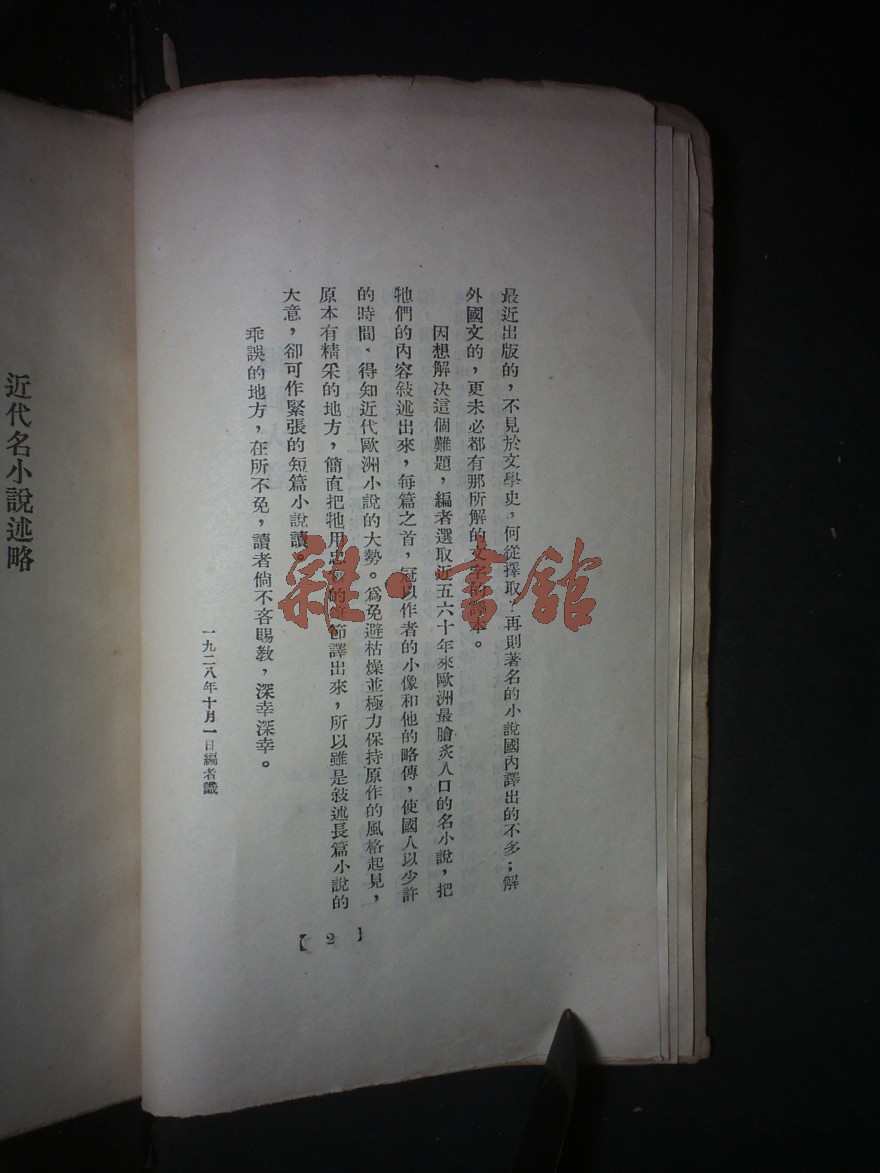 最近出版的，不見於文學史，何從擇取？再則著名的小說國內譯出的不多；解
外國文的，更未必都有那所解的文字的譯本。
因想解決這個難題，編者選取近五六十年來歐洲最膾炙人口的名小說，把
牠們的內容敍述出來，每篇之首，冠以作者的小像和他的略傳，使國人以少許
的時間、得知近代歐洲小說的大勢。爲免避枯燥並極力保持原作的風格起見，
原本有精采的地方，簡直把牠用忠實的 節譯出來，所以雖是敍述長篇小說的
大意，卻可作緊張的短篇小說讀。
乖誤的地方，在所不免，讀者倘不吝賜教，深幸深幸。
一九二八年十月一日編者識
【2】
近代名小說述略
雜·書館